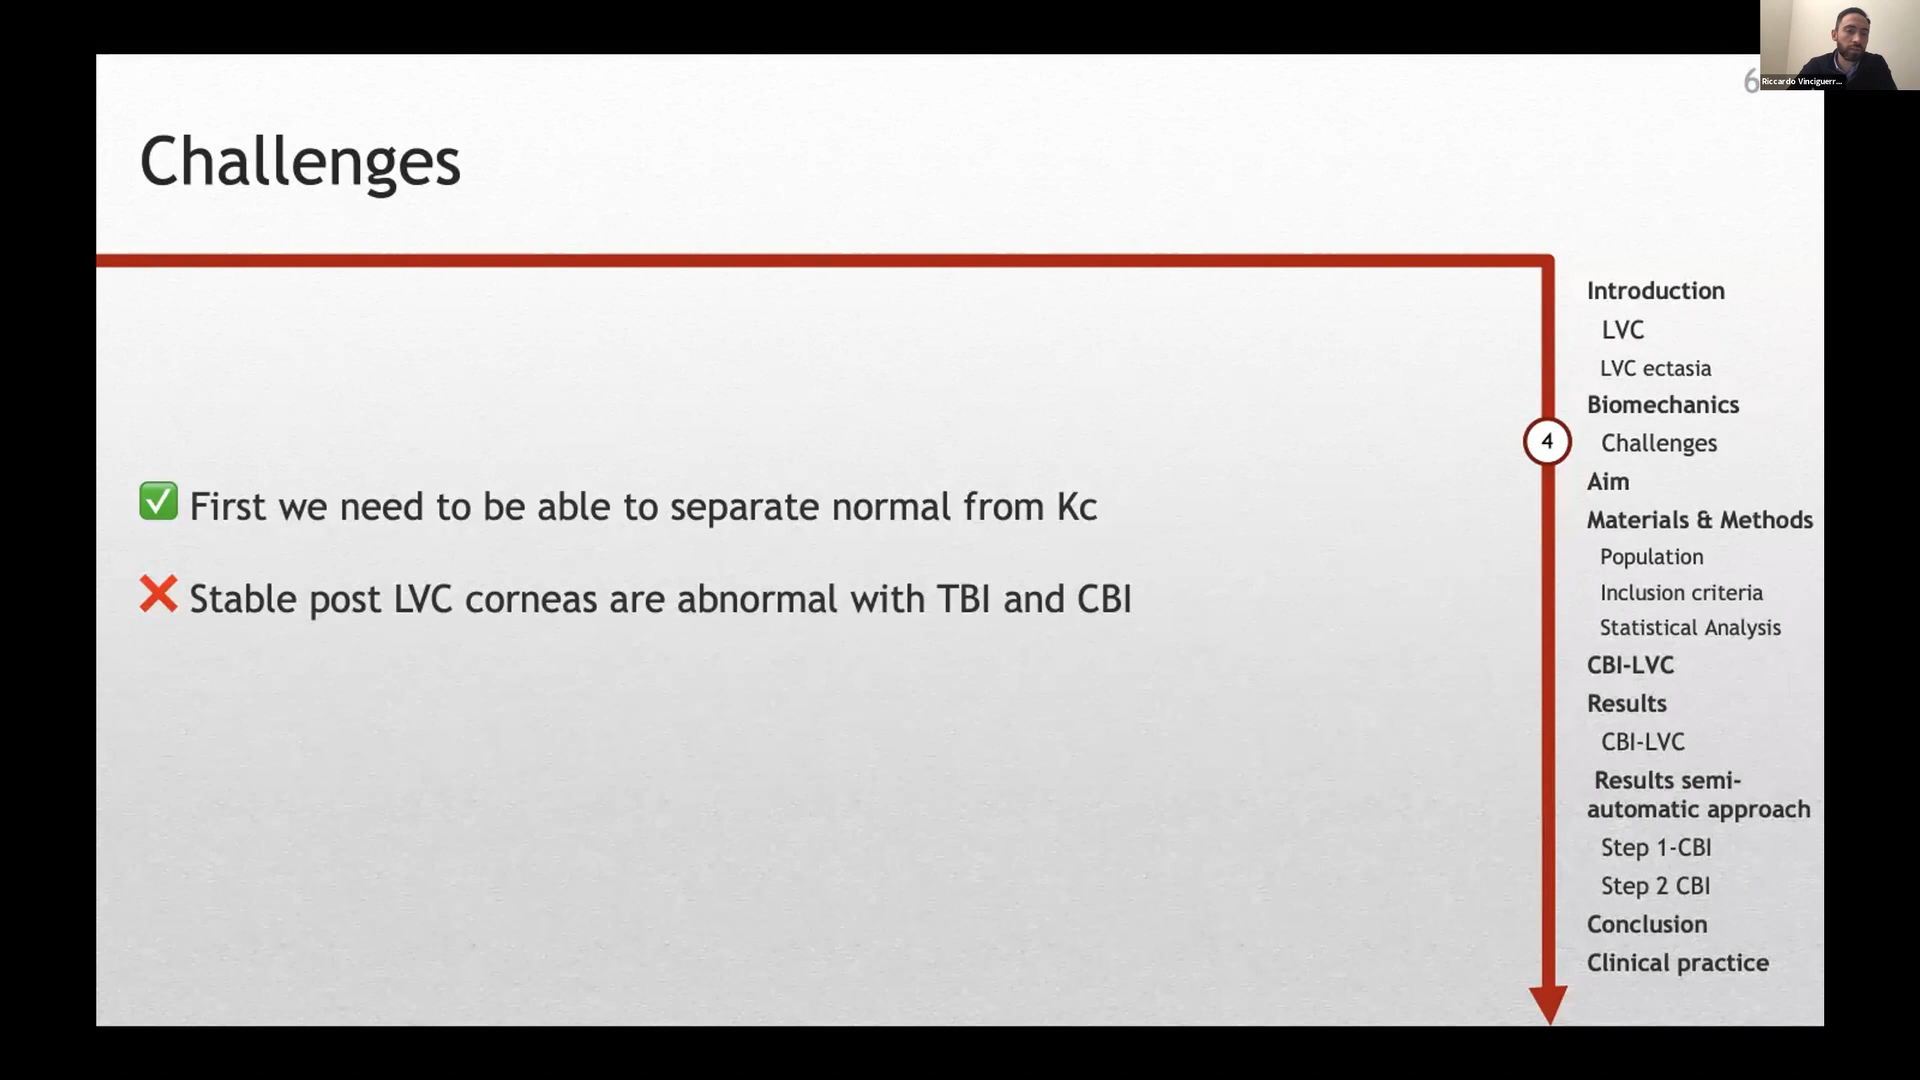 6
Riccardo Vinciguerr...
Challenges
First we need to be able to separate normal from Kc
Stable post LVC corneas are abnormal with TBI and CBI
Introduction
LVC
LVC ectasia
Biomechanics
4
Challenges
Aim
Materials & Methods
Population
Inclusion criteria
Statistical Analysis
CBI-LVC
Results
CBI-LVC
Results semi-
automatic approach
Step 1-CBI
Step 2 CBI
Conclusion
Clinical practice